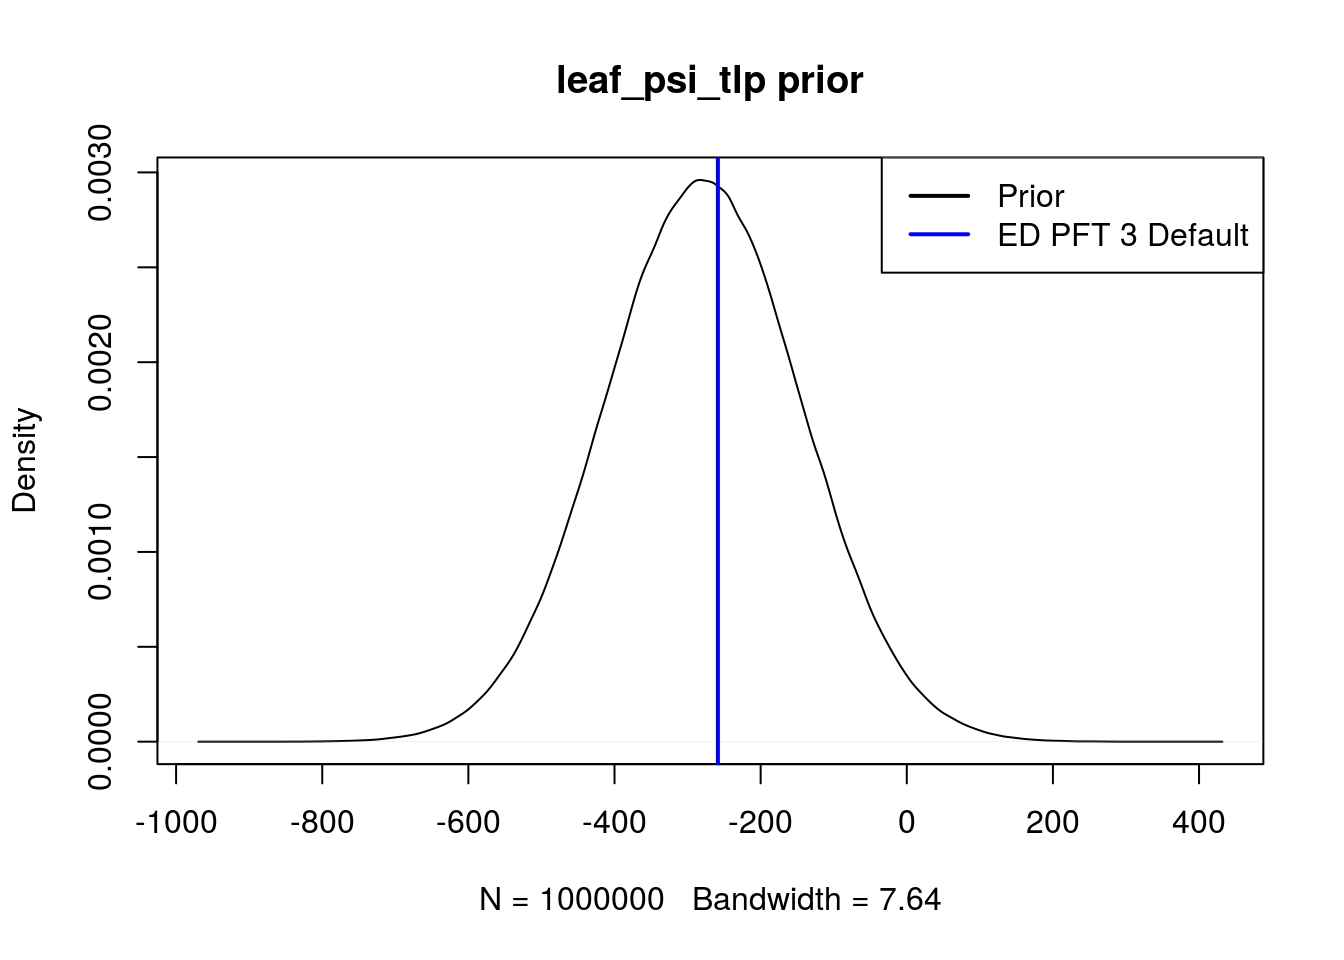 leaf_psi_tlp prior
Prior
ED PFT 3 Default
Density
0.0030
0.0020
0.0010
0.0000
-1000 -800 -600 -400 -200 0 200 400
N = 1000000 Bandwidth = 7.64